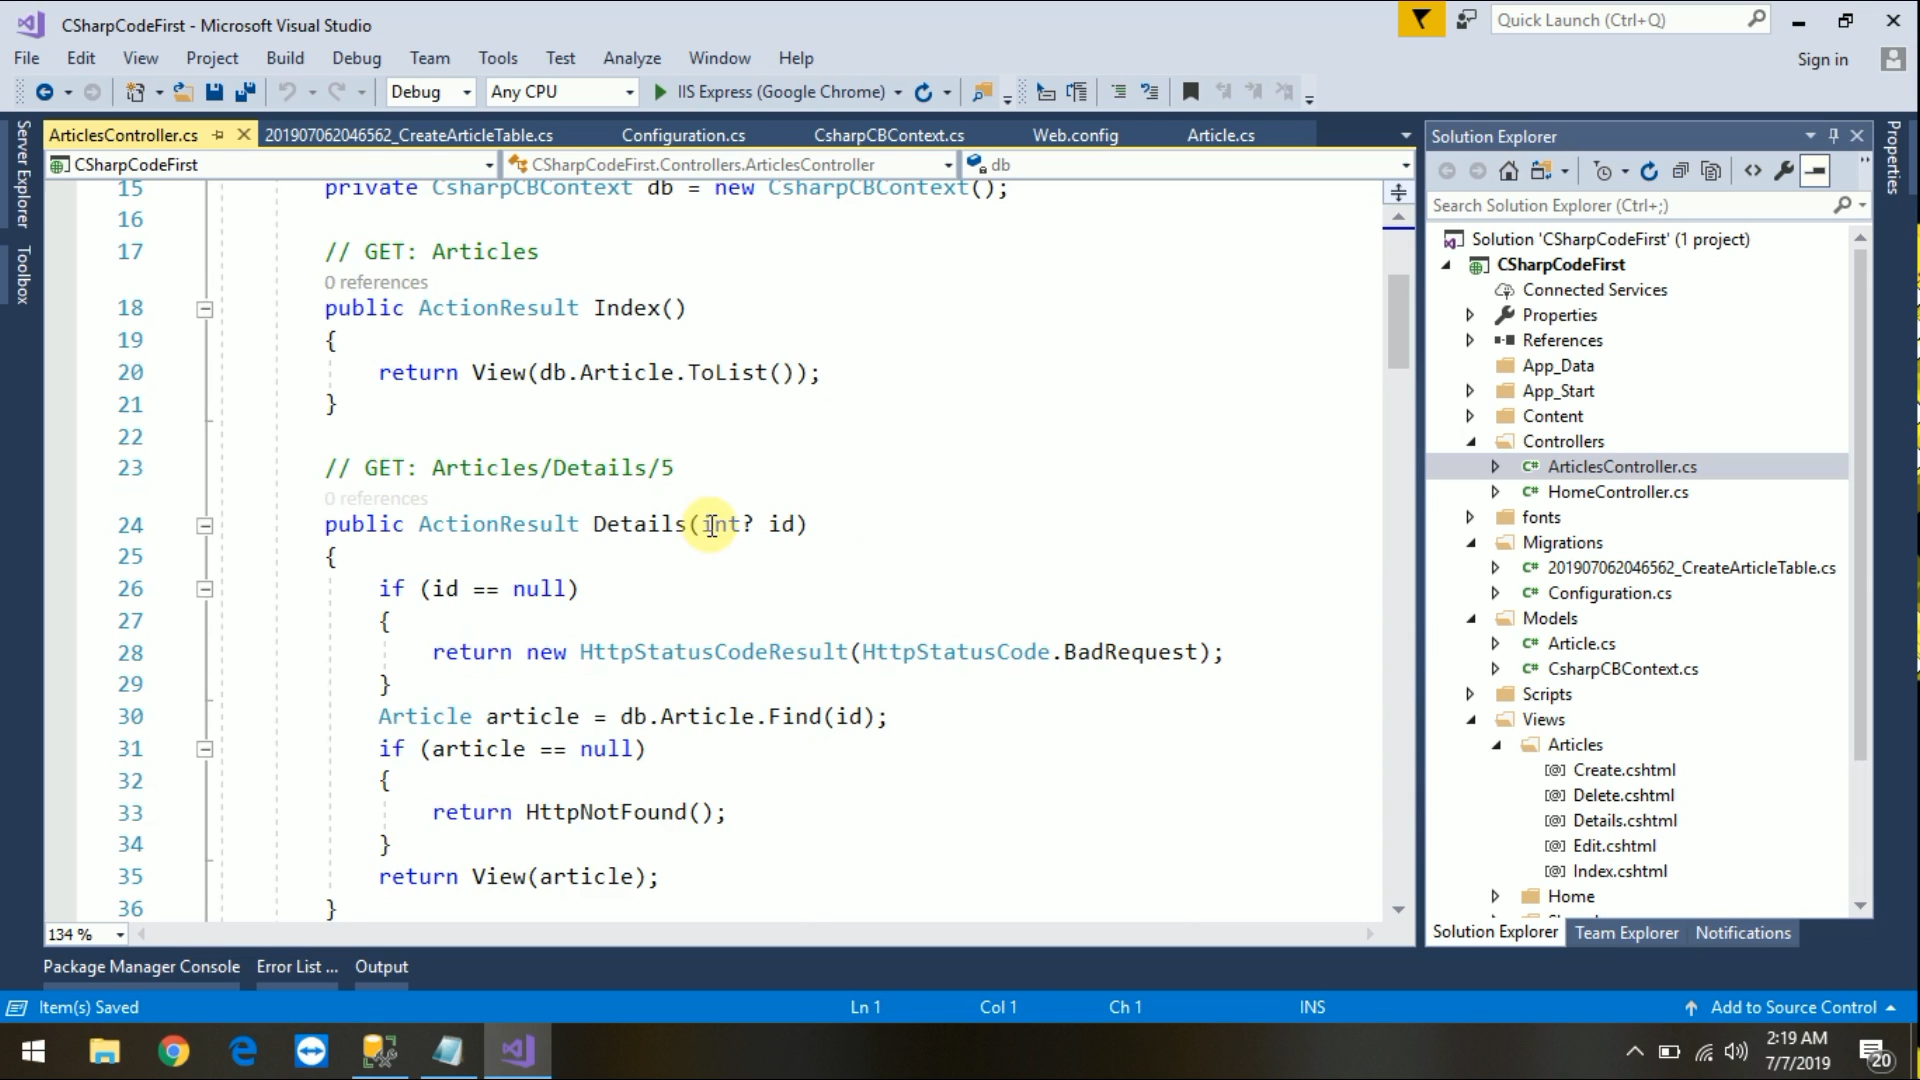 CSharpCodeFirst - Microsoft Visual Studio
Quick Launch (Ctrl+Q)
File Edit View Project Build Debug Team Tools Test Analyze Window Help
Sign in
Debug Any CPU IIS Express (Google Chrome)
Server Explorer
Toolbox
ArticlesController.cs 201907062046562_CreateArticleTable.cs Configuration.cs CsharpCBContext.cs Web.config Article.cs
CSharpCodeFirst CSharpCodeFirst.Controllers.ArticlesController db
15 private CsharpCBContext db = new CsharpCBContext();
16
17 // GET: Articles
0 references
18 public ActionResult Index()
19 {
20 return View(db.Article.ToList());
21 }
22
23 // GET: Articles/Details/5
0 references
24 public ActionResult Details(int? id)
25 {
26 if (id == null)
27 {
28 return new HttpStatusCodeResult(HttpStatusCode.BadRequest);
29 }
30 Article article = db.Article.Find(id);
31 if (article == null)
32 {
33 return HttpNotFound();
34 }
35 return View(article);
36 }
134 %
Solution Explorer
Search Solution Explorer (Ctrl+;)
Solution 'CSharpCodeFirst' (1 project)
CSharpCodeFirst
Connected Services
Properties
References
App_Data
App_Start
Content
Controllers
C# ArticlesController.cs
C# HomeController.cs
fonts
Migrations
C# 201907062046562_CreateArticleTable.cs
C# Configuration.cs
Models
C# Article.cs
C# CsharpCBContext.cs
Scripts
Views
Articles
[@] Create.cshtml
[@] Delete.cshtml
[@] Details.cshtml
[@] Edit.cshtml
[@] Index.cshtml
Home
Solution Explorer Team Explorer Notifications
Properties
Package Manager Console Error List ... Output
Item(s) Saved Ln 1 Col 1 Ch 1 INS Add to Source Control
2:19 AM
7/7/2019
20